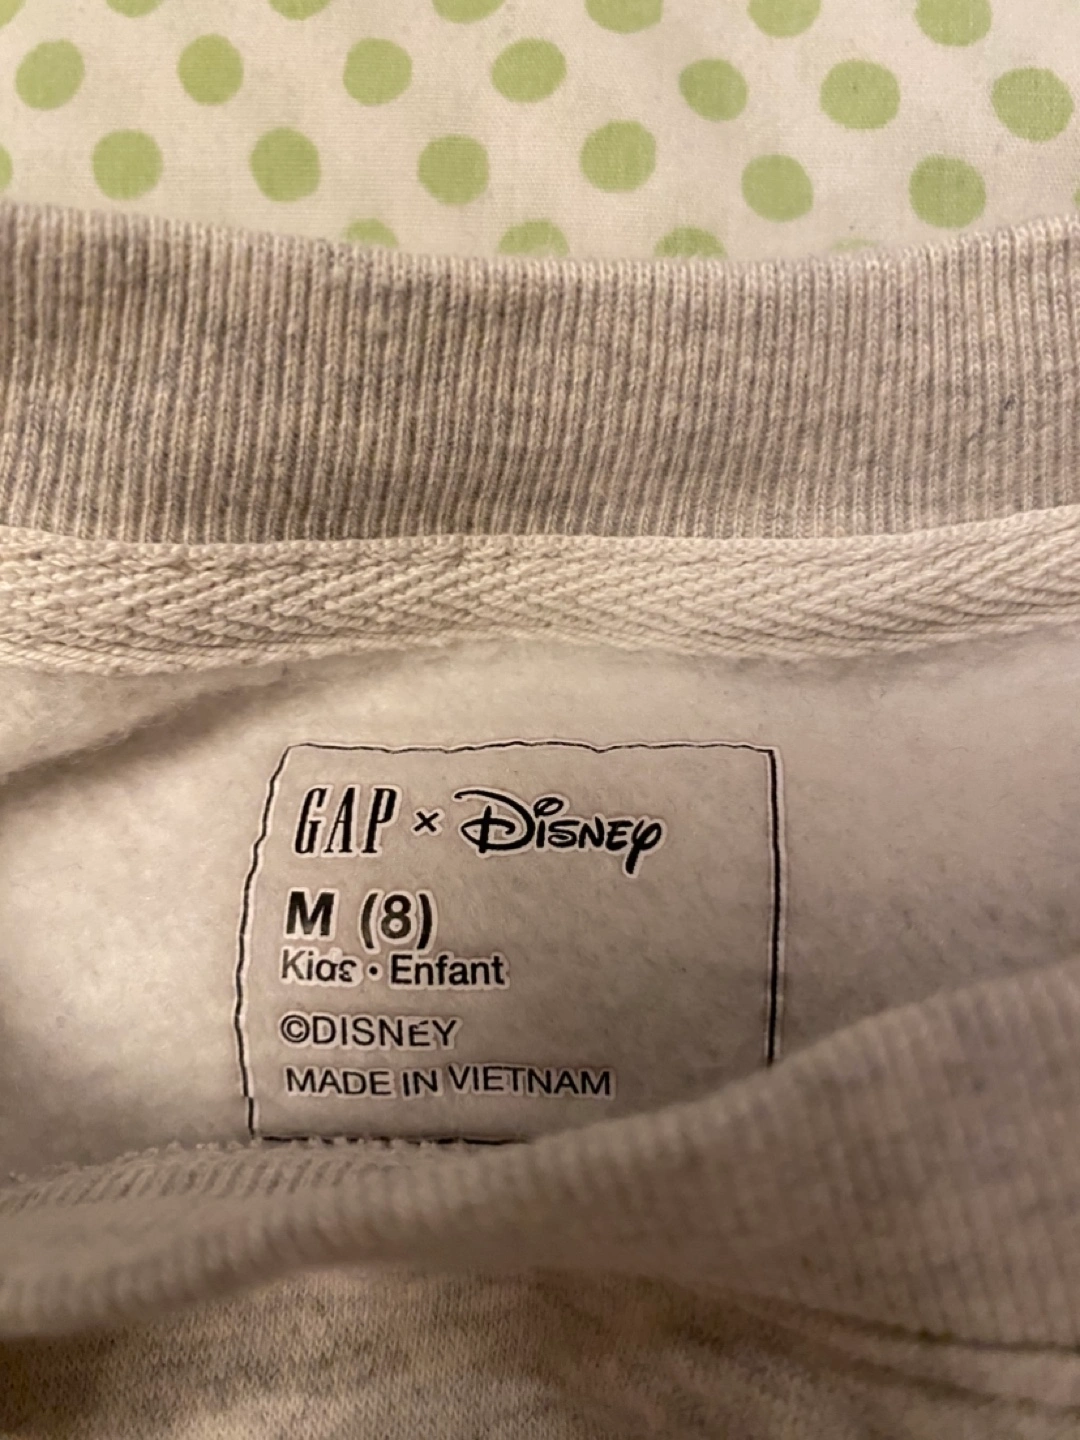 GAP × Disney
M (8)
Kids • Enfant
©DISNEY
MADE IN VIETNAM